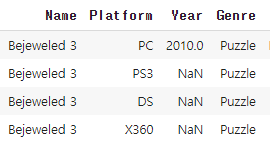 Name Platform Year Genre
Bejeweled 3 PC 2010.0 Puzzle
Bejeweled 3 PS3 NaN Puzzle
Bejeweled 3 DS NaN Puzzle
Bejeweled 3 X360 NaN Puzzle